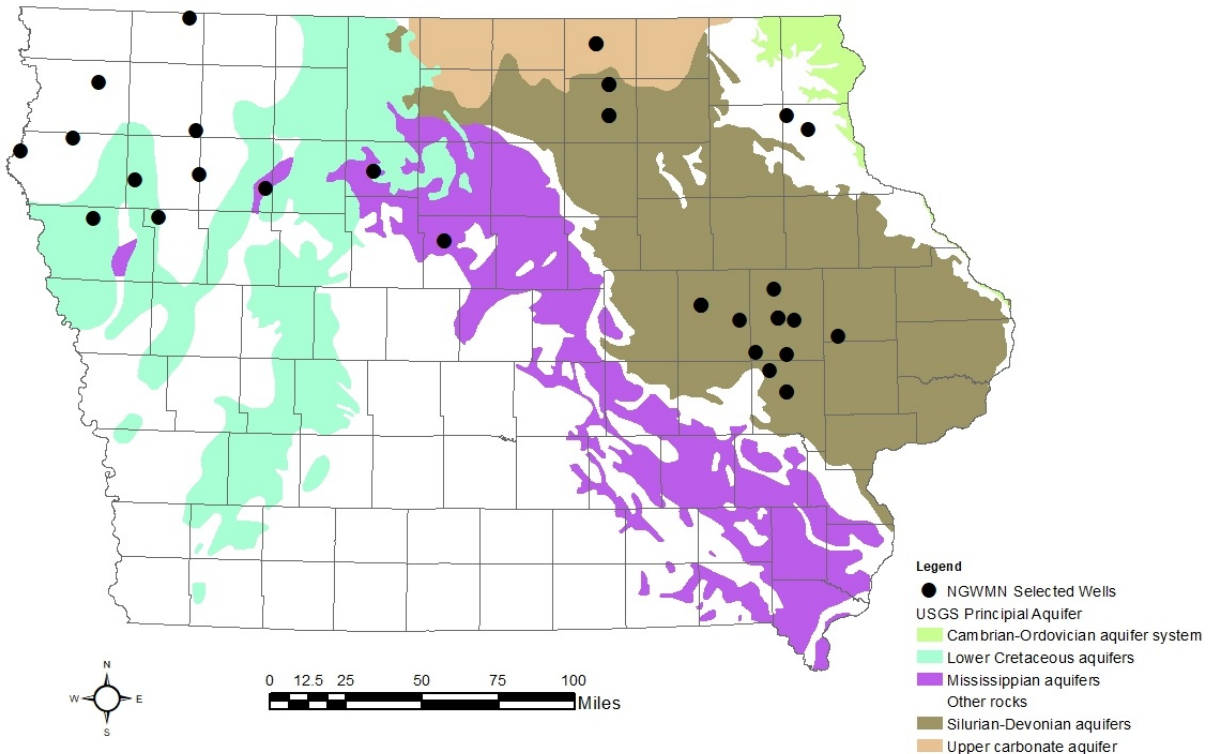 Legend
NGWMN Selected Wells
USGS Principial Aquifer
Cambrian-Ordovician aquifer system
Lower Cretaceous aquifers
Mississippian aquifers
Other rocks
Silurian-Devonian aquifers
Upper carbonate aquifer
N
W E
S
0 12.5 25 50 75 100
Miles